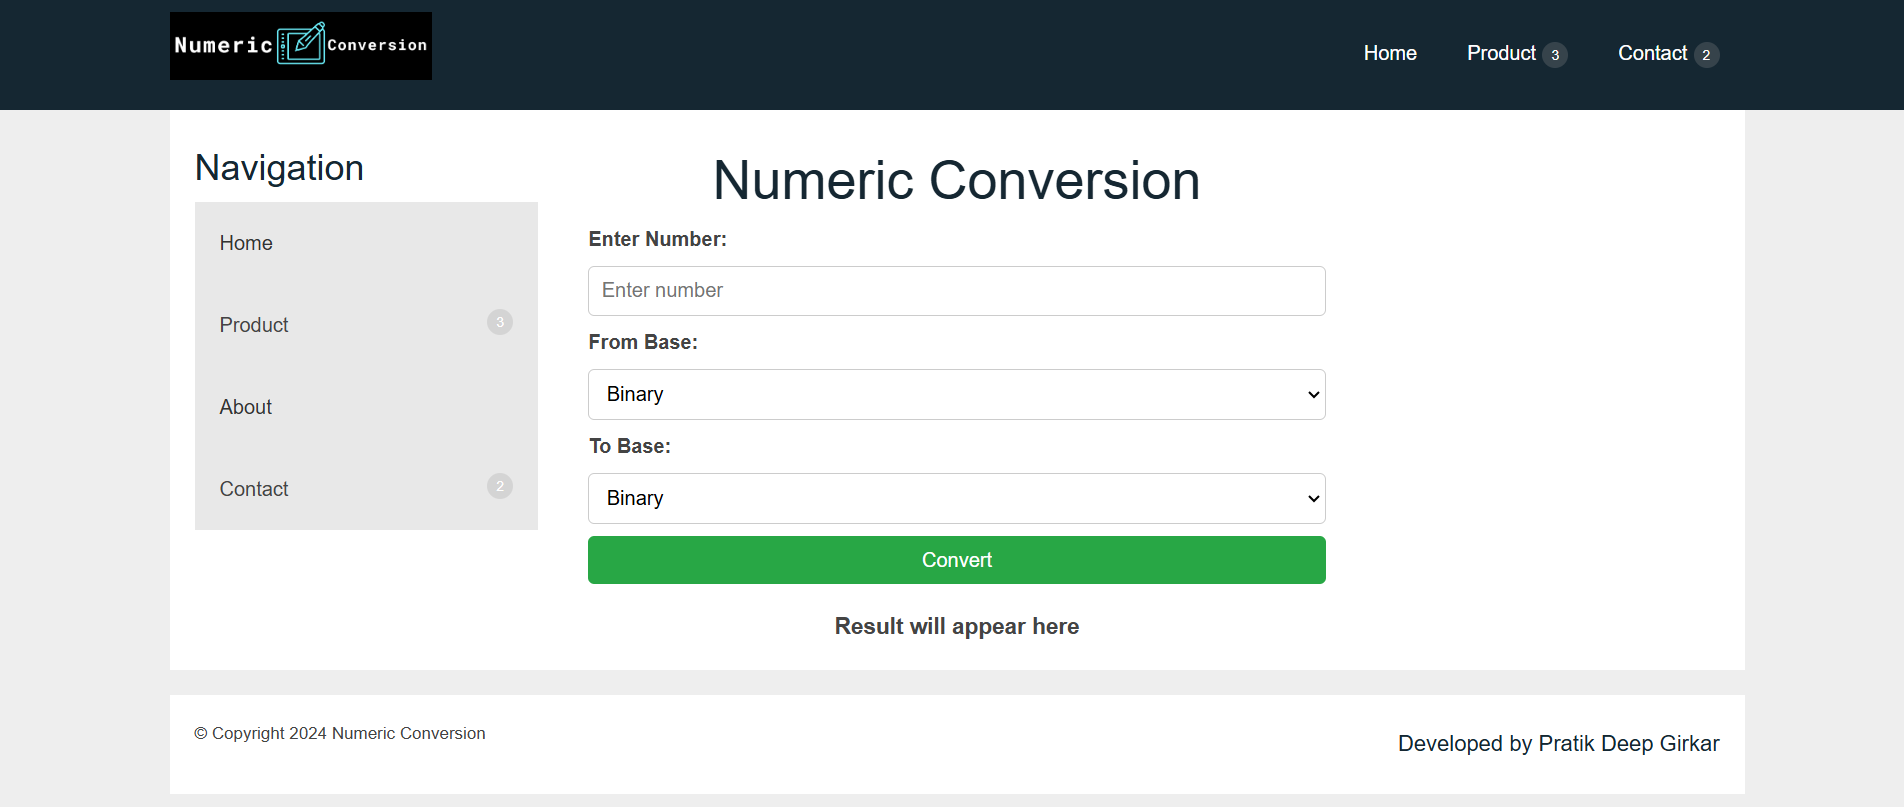 Numeric Conversion
Home Product 3 Contact 2
Navigation
Home
Product 3
About
Contact 2
Numeric Conversion
Enter Number:
Enter number
From Base:
Binary
To Base:
Binary
Convert
Result will appear here
© Copyright 2024 Numeric Conversion
Developed by Pratik Deep Girkar